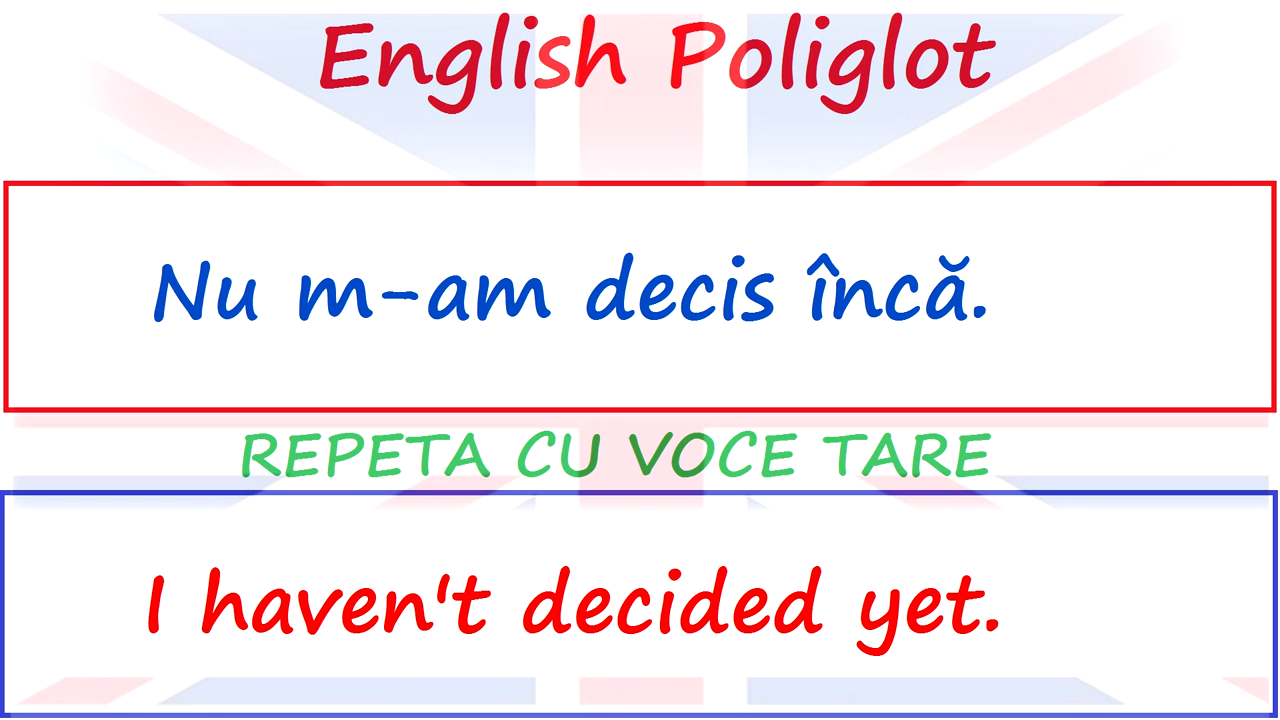 English Poliglot
Nu m-am decis încă.
REPETA CU VOCE TARE
I haven't decided yet.